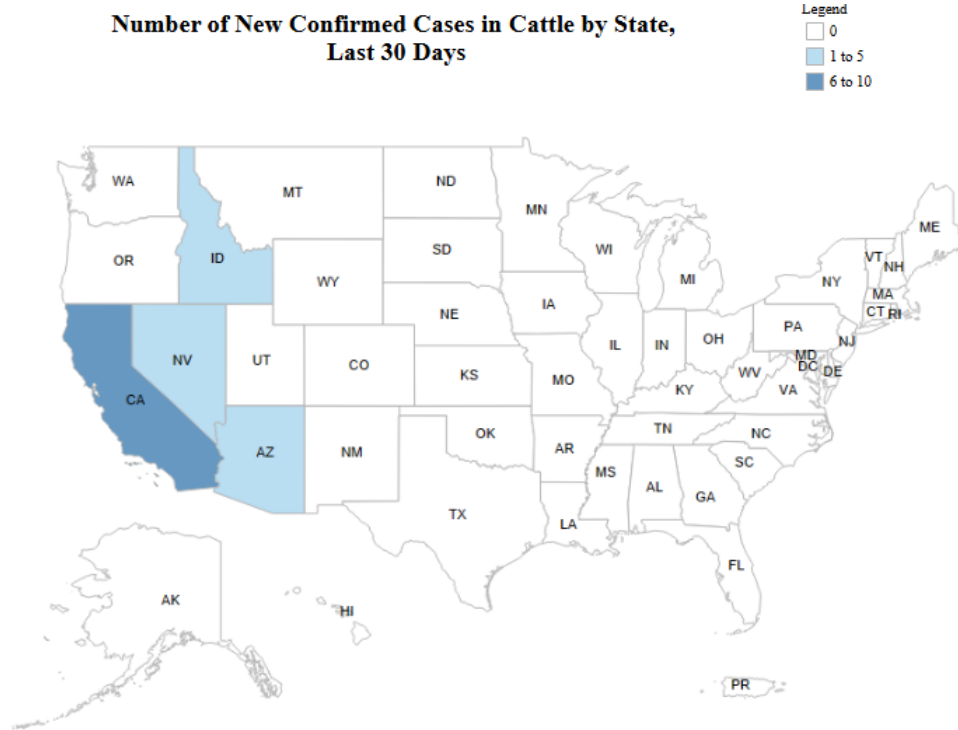 Number of New Confirmed Cases in Cattle by State,
Last 30 Days
Legend
0
1 to 5
6 to 10
WA
MT
ND
MN
ME
OR
ID
SD
WI
VT
NH
WY
MI
NY
MA
NE
IA
CT
RI
PA
NV
UT
CO
IL
IN
OH
NJ
KS
MO
MD
DC
DE
WV
VA
CA
KY
AZ
NM
OK
AR
TN
NC
SC
MS
AL
GA
TX
LA
FL
AK
HI
PR